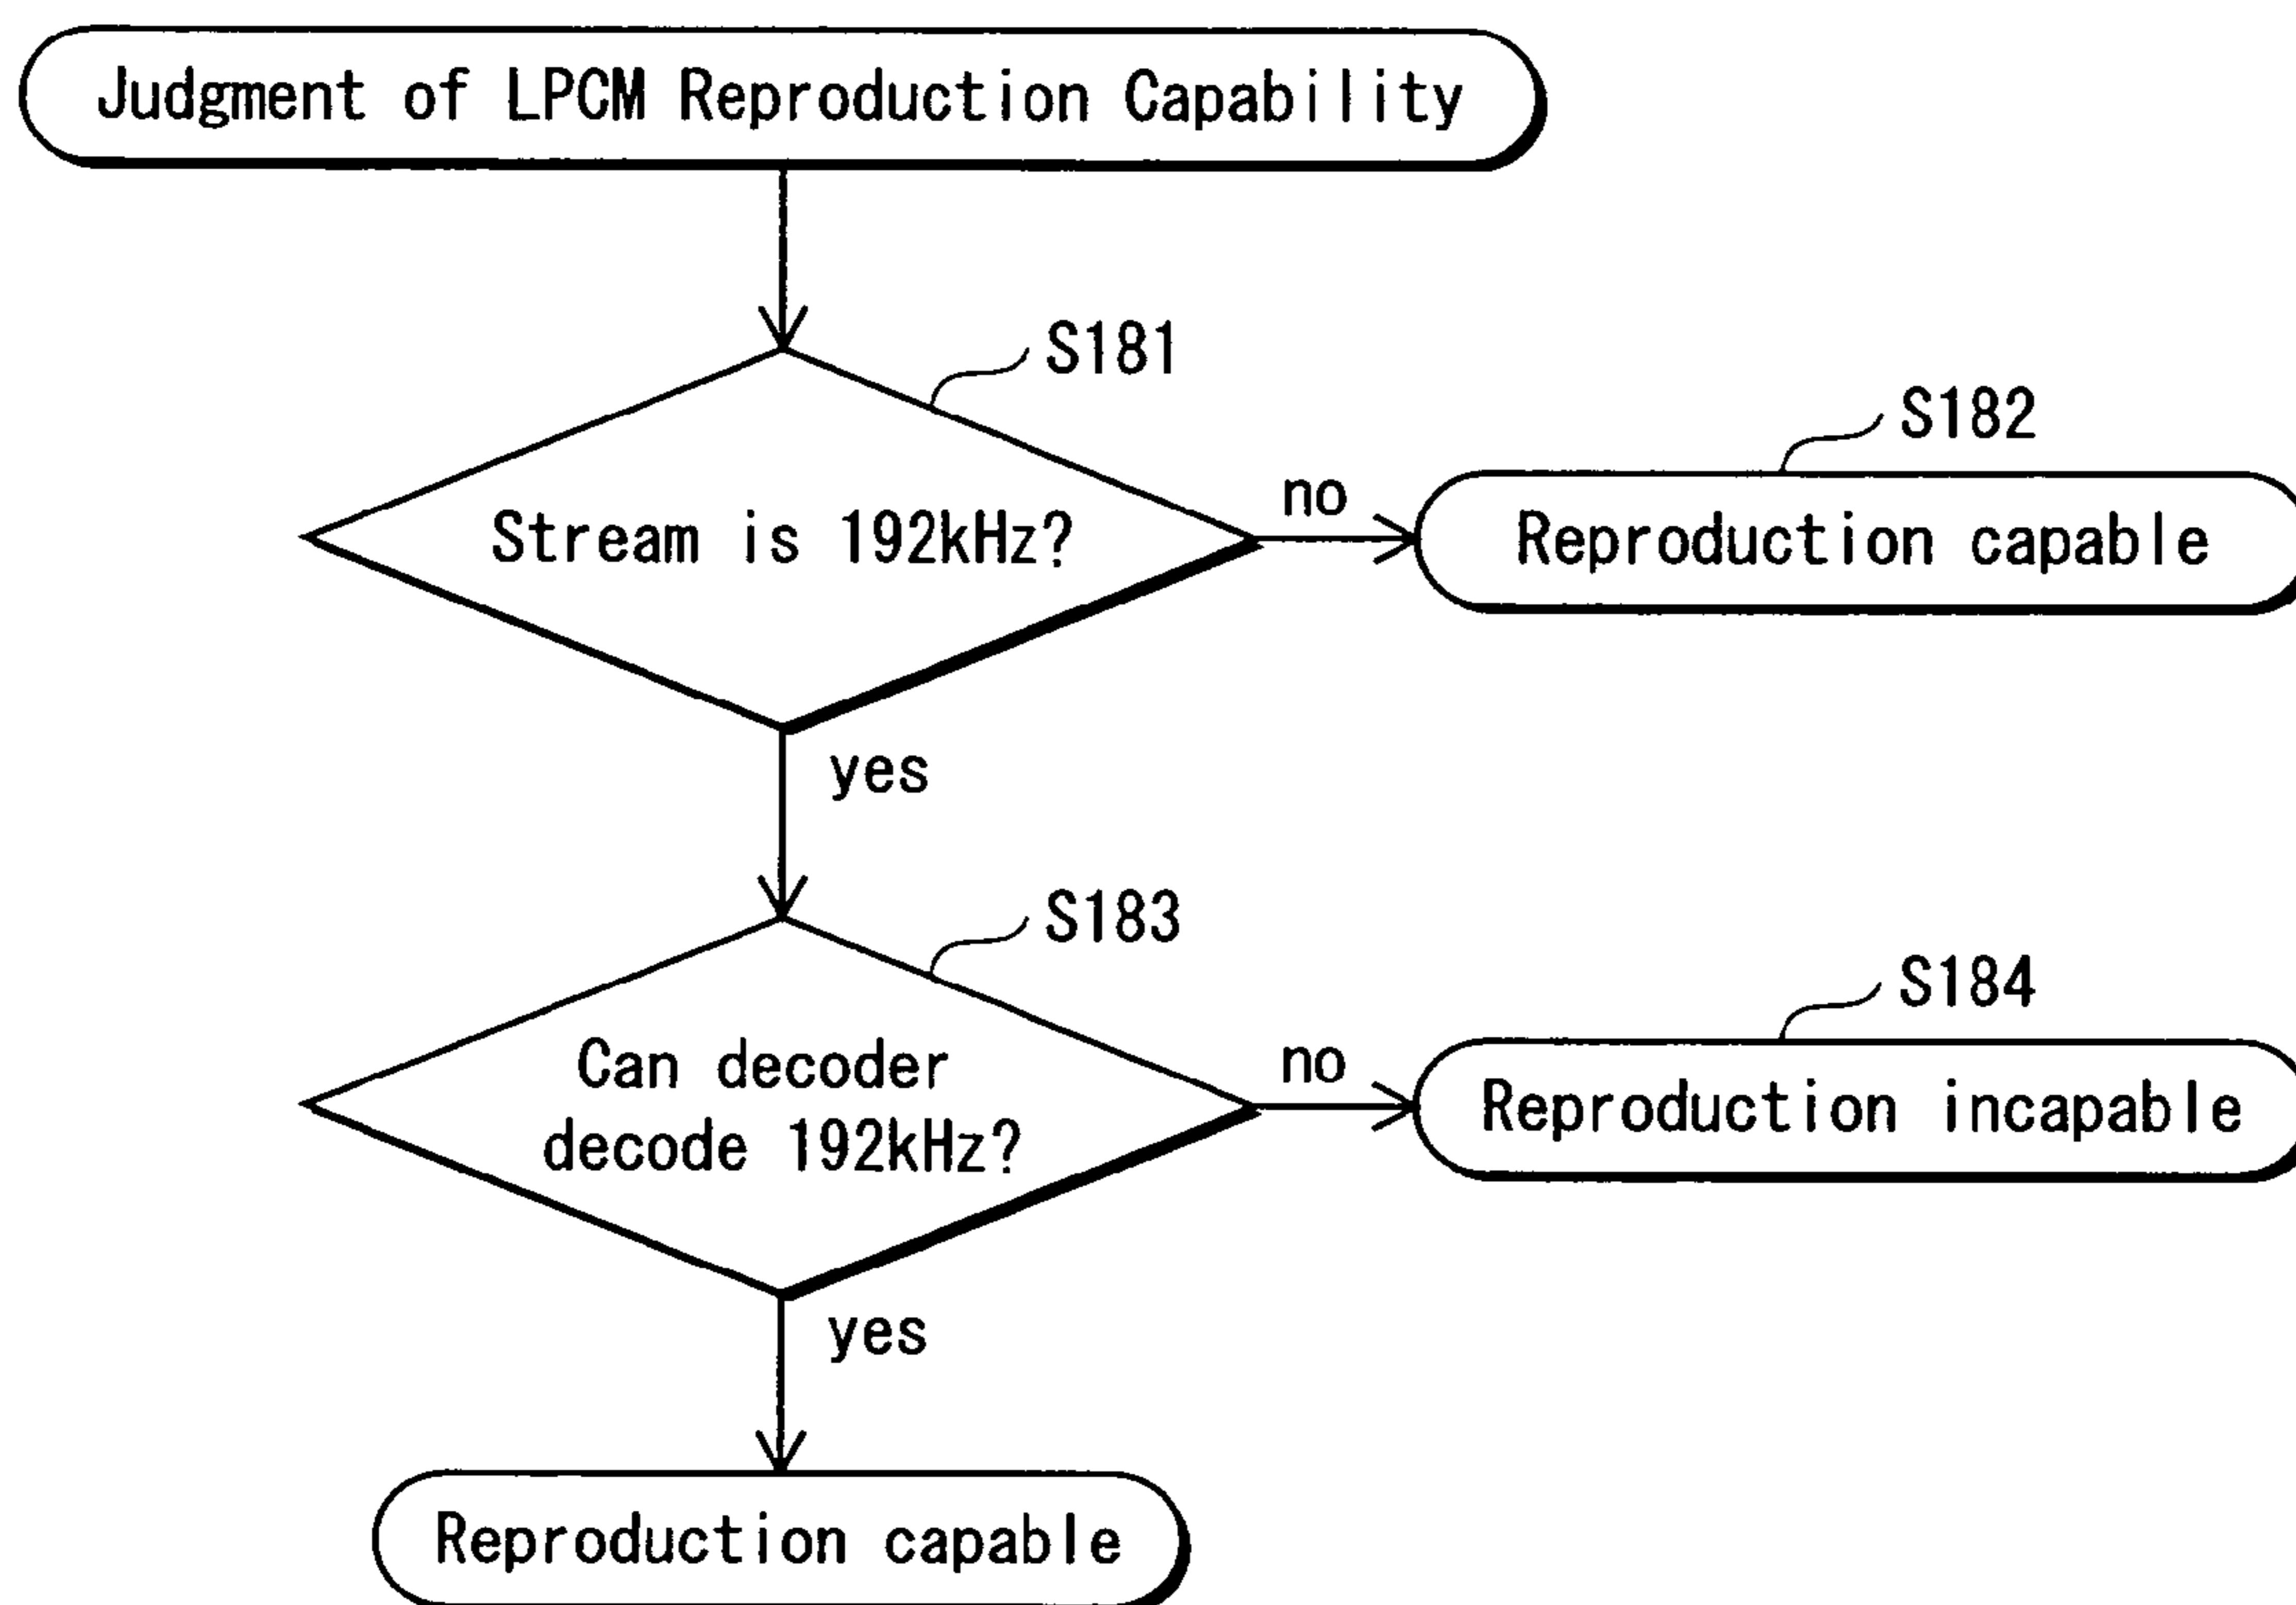 Judgment of LPCM Reproduction Capability
S181
S182
Stream is 192kHz?
no
Reproduction capable
yes
S183
S184
Can decoder
decode 192kHz?
no
Reproduction incapable
yes
Reproduction capable